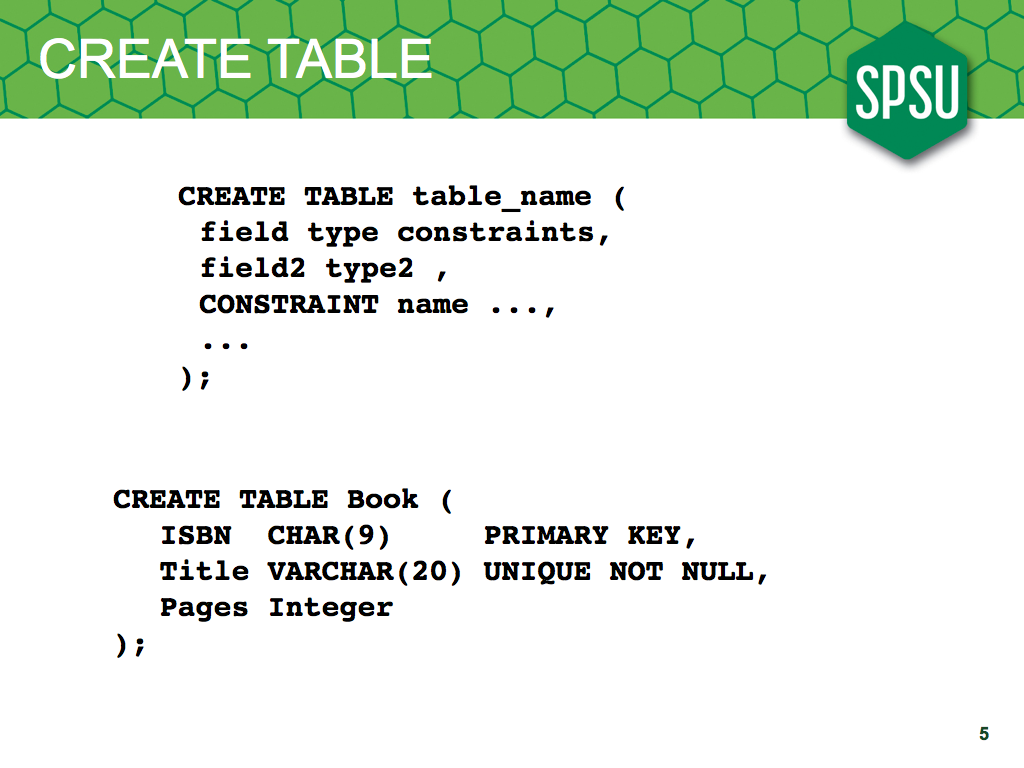 CREATE TABLE
SPSU
CREATE TABLE table_name (
field type constraints,
field2 type2 ,
CONSTRAINT name ...,
...
);
CREATE TABLE Book (
ISBN  CHAR(9)     PRIMARY KEY,
Title VARCHAR(20) UNIQUE NOT NULL,
Pages Integer
);
5